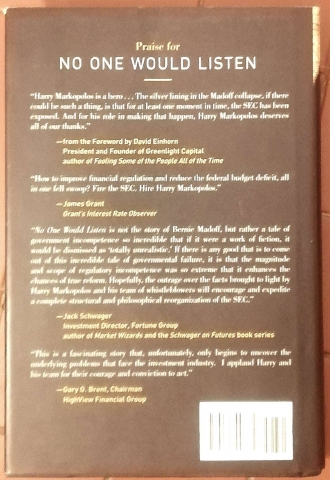 Praise for
NO ONE WOULD LISTEN
"Harry Markopolos is a hero . . . The silver lining in the Madoff collapse, if there
could be such a thing, is that for at least one moment in time, the SEC has been
exposed. And for his role in making that happen, Harry Markopolos deserves
all of our thanks."
—from the Foreword by David Einhorn
President and Founder of Greenlight Capital
author of Fooling Some of the People All of the Time
"How to improve financial regulation and reduce the federal budget deficit, all
in one fell swoop? Fire the SEC. Hire Harry Markopolos."
—James Grant
Grant's Interest Rate Observer
"No One Would Listen is not the story of Bernie Madoff, but rather a tale of
government incompetence so incredible that if it were a work of fiction, it
would be dismissed as 'totally unrealistic.' If there is any good that is to come
out of this incredible tale of governmental failure, it is that the magnitude
and scope of regulatory incompetence was so extreme that it enhances the
chances of true reform. Hopefully, the outrage over the facts brought to light by
Harry Markopolos and his team of whistleblowers will encourage and expedite
a complete structural and philosophical reorganization of the SEC."
—Jack Schwager
Investment Director, Fortune Group
author of Market Wizards and the Schwager on Futures book series
"This is a fascinating story that, unfortunately, only begins to uncover the
underlying problems that face the investment industry. I applaud Harry and
his team for their courage and conviction to act."
—Gary D. Brent, Chairman
HighView Financial Group